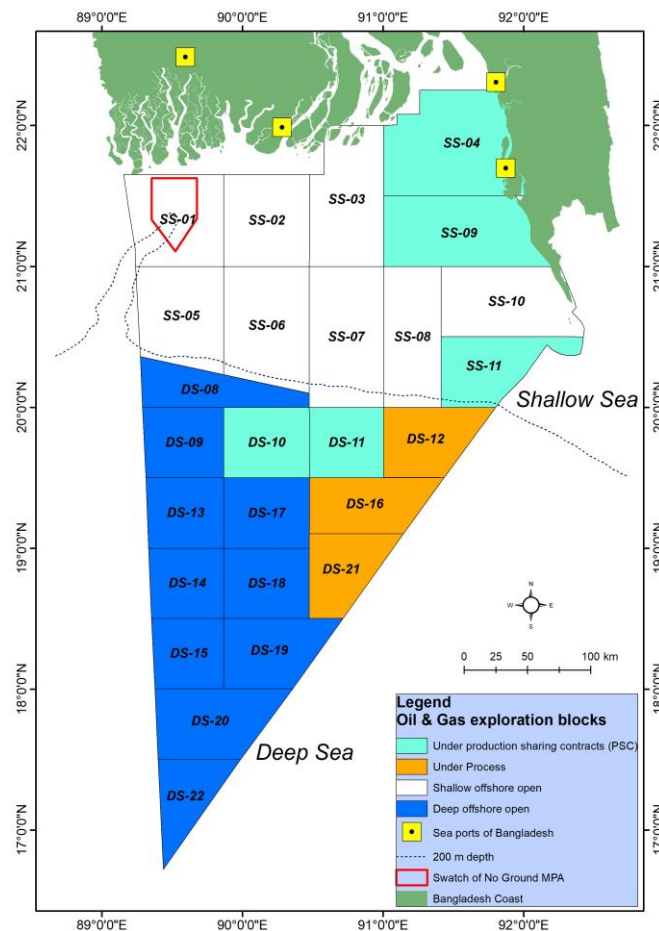 89°0'0"E 90°0'0"E 91°0'0"E 92°0'0"E
22°0'0"N
22°0'0"N
SS-04
SS-03
SS-01
SS-02
SS-09
21°0'0"N
21°0'0"N
SS-05
SS-06
SS-07
SS-08
SS-10
SS-11
DS-08
Shallow Sea
20°0'0"N
20°0'0"N
DS-09
DS-10
DS-11
DS-12
DS-13
DS-17
DS-16
19°0'0"N
19°0'0"N
DS-14
DS-18
DS-21
N
W
E
S
DS-15
DS-19
0 25 50 100 km
18°0'0"N
18°0'0"N
DS-20
Deep Sea
DS-22
17°0'0"N
17°0'0"N
Legend
Oil & Gas exploration blocks
Under production sharing contracts (PSC)
Under Process
Shallow offshore open
Deep offshore open
Sea ports of Bangladesh
200 m depth
Swatch of No Ground MPA
Bangladesh Coast
89°0'0"E 90°0'0"E 91°0'0"E 92°0'0"E